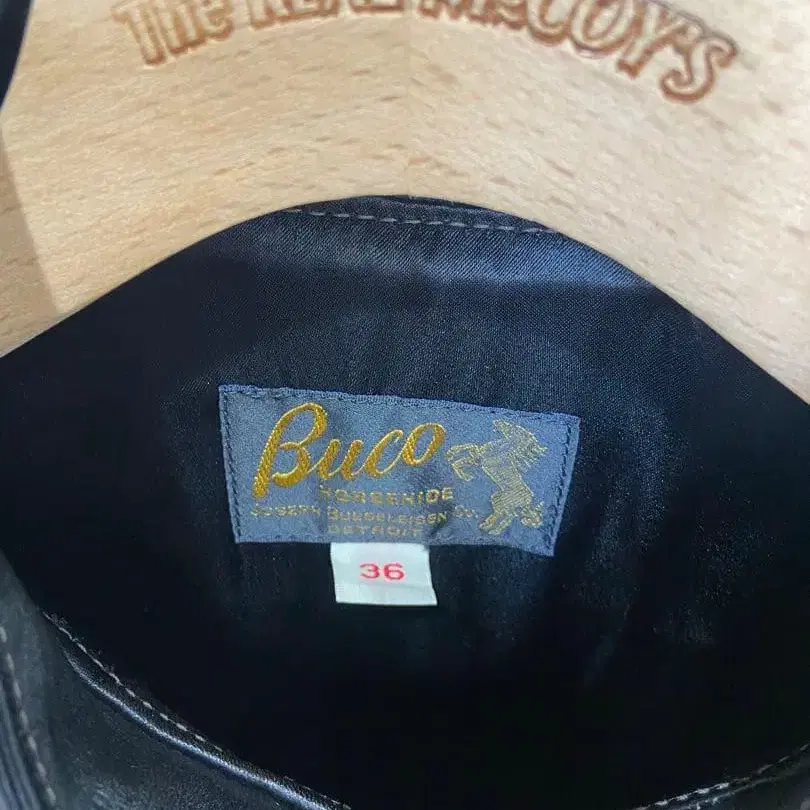 The REAL McCOY'S
Buco
HORSEHIDE
JOSEPH BUEGELEISEN CO.
DETROIT
36